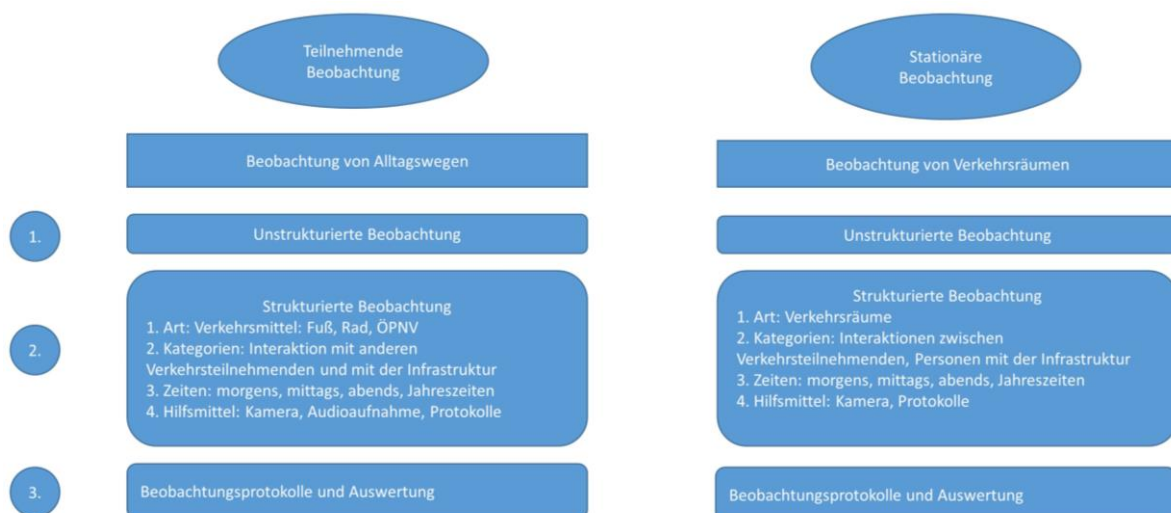 Teilnehmende
Beobachtung
Stationäre
Beobachtung
Beobachtung von Alltagswegen
Beobachtung von Verkehrsräumen
1.
Unstrukturierte Beobachtung
Unstrukturierte Beobachtung
2.
Strukturierte Beobachtung
1. Art: Verkehrsmittel: Fuß, Rad, ÖPNV
2. Kategorien: Interaktion mit anderen
Verkehrsteilnehmenden und mit der Infrastruktur
3. Zeiten: morgens, mittags, abends, Jahreszeiten
4. Hilfsmittel: Kamera, Audioaufnahme, Protokolle
Strukturierte Beobachtung
1. Art: Verkehrsräume
2. Kategorien: Interaktionen zwischen
Verkehrsteilnehmenden, Personen mit der Infrastruktur
3. Zeiten: morgens, mittags, abends, Jahreszeiten
4. Hilfsmittel: Kamera, Protokolle
3.
Beobachtungsprotokolle und Auswertung
Beobachtungsprotokolle und Auswertung